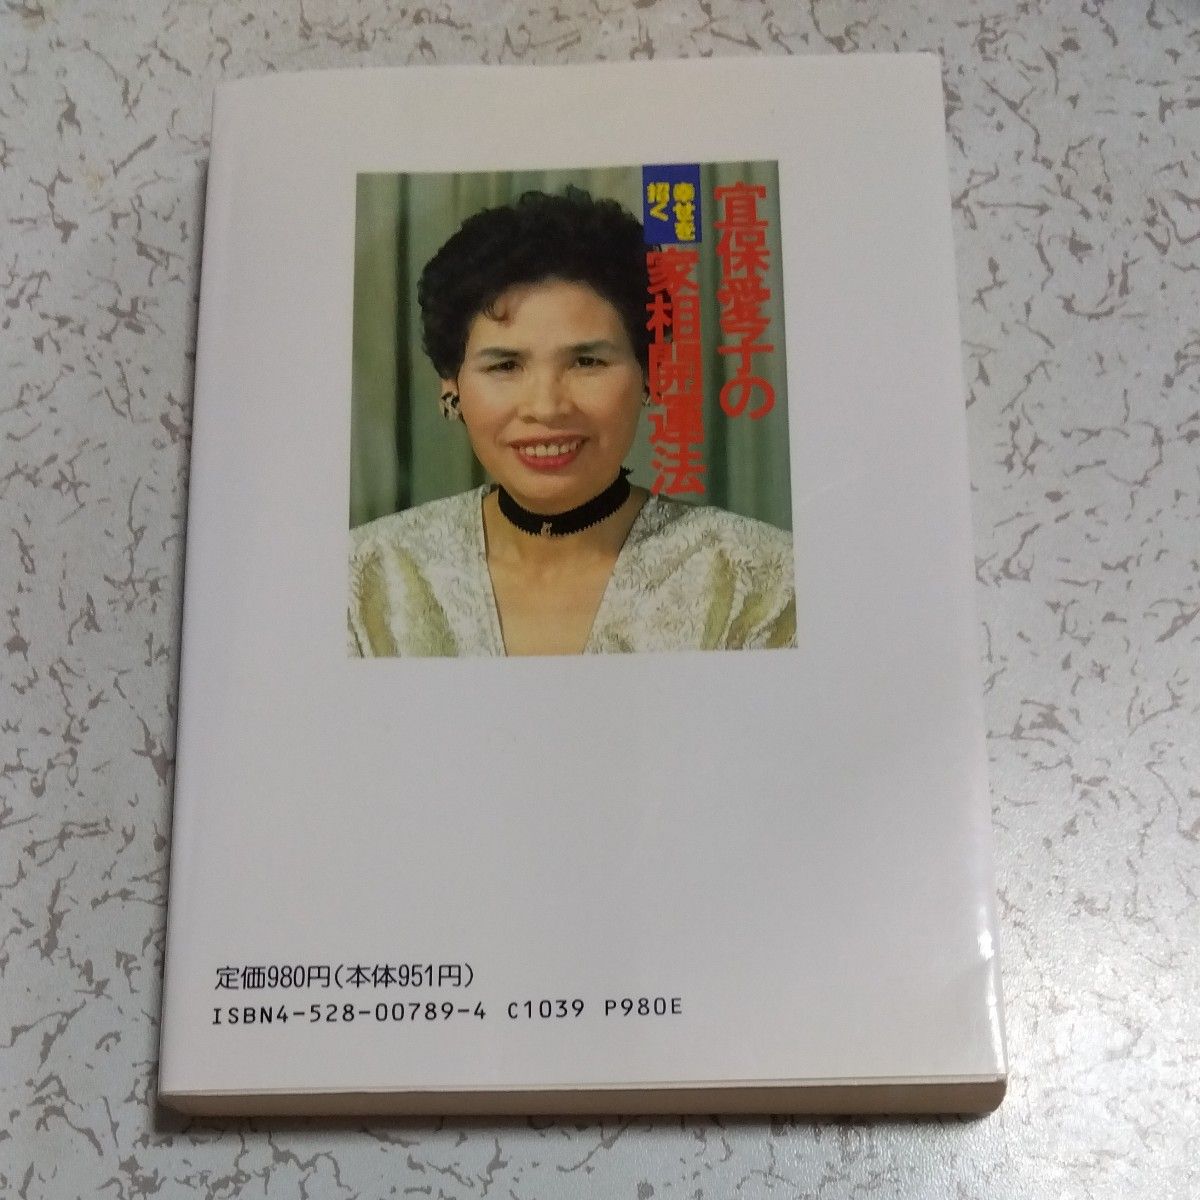 宜保愛子の
幸せを
招く
家相開運法
定価980円(本体951円)
ISBN4-528-00789-4 C1039 P980E